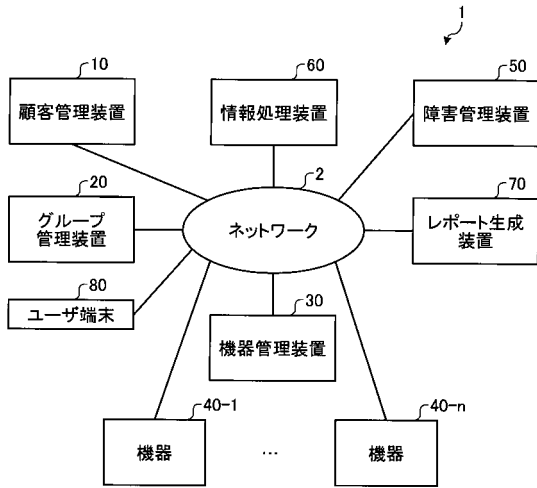 1
10
顧客管理装置
60
情報処理装置
50
障害管理装置
20
グループ
管理装置
2
ネットワーク
70
レポート生成
装置
80
ユーザ端末
30
機器管理装置
40-1
機器
…
40-n
機器